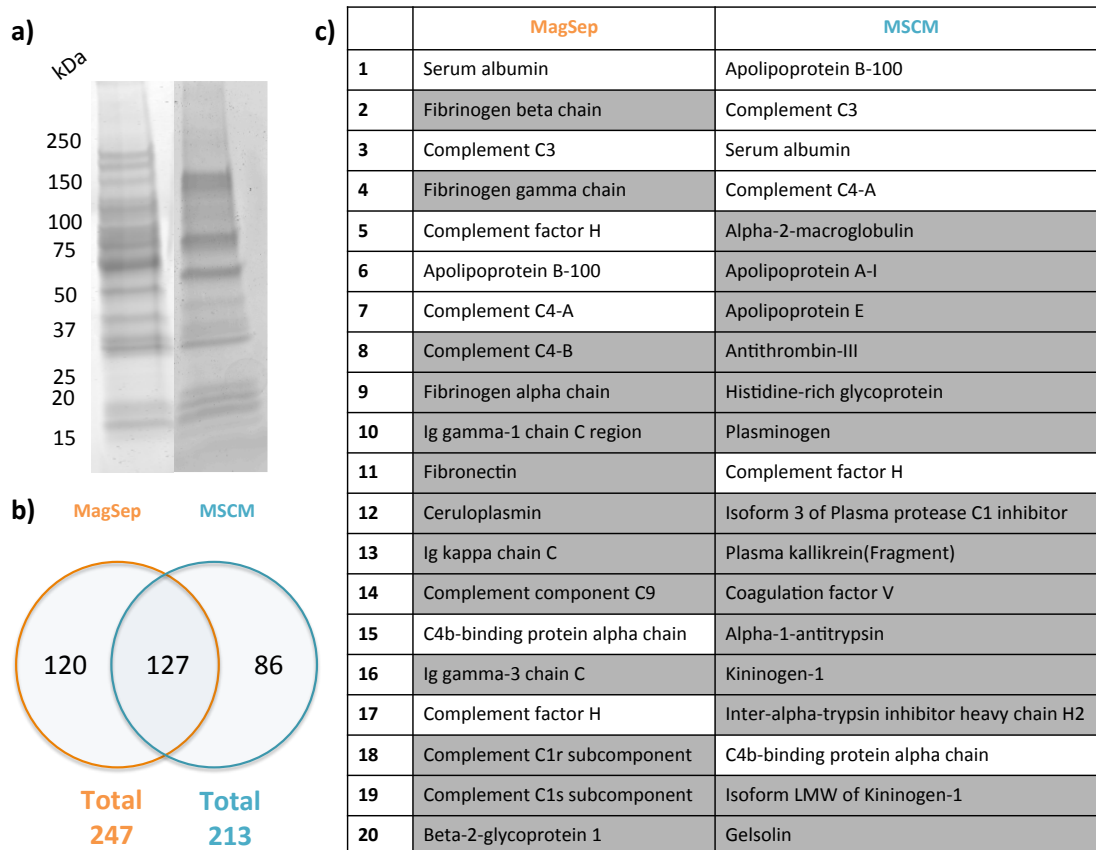 a)
kDa
250
150
100
75
50
37
25
20
15
b)
MagSep MSCM
120 127 86
Total Total
247 213
c)
MagSep MSCM
1 Serum albumin Apolipoprotein B-100
2 Fibrinogen beta chain Complement C3
3 Complement C3 Serum albumin
4 Fibrinogen gamma chain Complement C4-A
5 Complement factor H Alpha-2-macroglobulin
6 Apolipoprotein B-100 Apolipoprotein A-I
7 Complement C4-A Apolipoprotein E
8 Complement C4-B Antithrombin-III
9 Fibrinogen alpha chain Histidine-rich glycoprotein
10 Ig gamma-1 chain C region Plasminogen
11 Fibronectin Complement factor H
12 Ceruloplasmin Isoform 3 of Plasma protease C1 inhibitor
13 Ig kappa chain C Plasma kallikrein(Fragment)
14 Complement component C9 Coagulation factor V
15 C4b-binding protein alpha chain Alpha-1-antitrypsin
16 Ig gamma-3 chain C Kininogen-1
17 Complement factor H Inter-alpha-trypsin inhibitor heavy chain H2
18 Complement C1r subcomponent C4b-binding protein alpha chain
19 Complement C1s subcomponent Isoform LMW of Kininogen-1
20 Beta-2-glycoprotein 1 Gelsolin